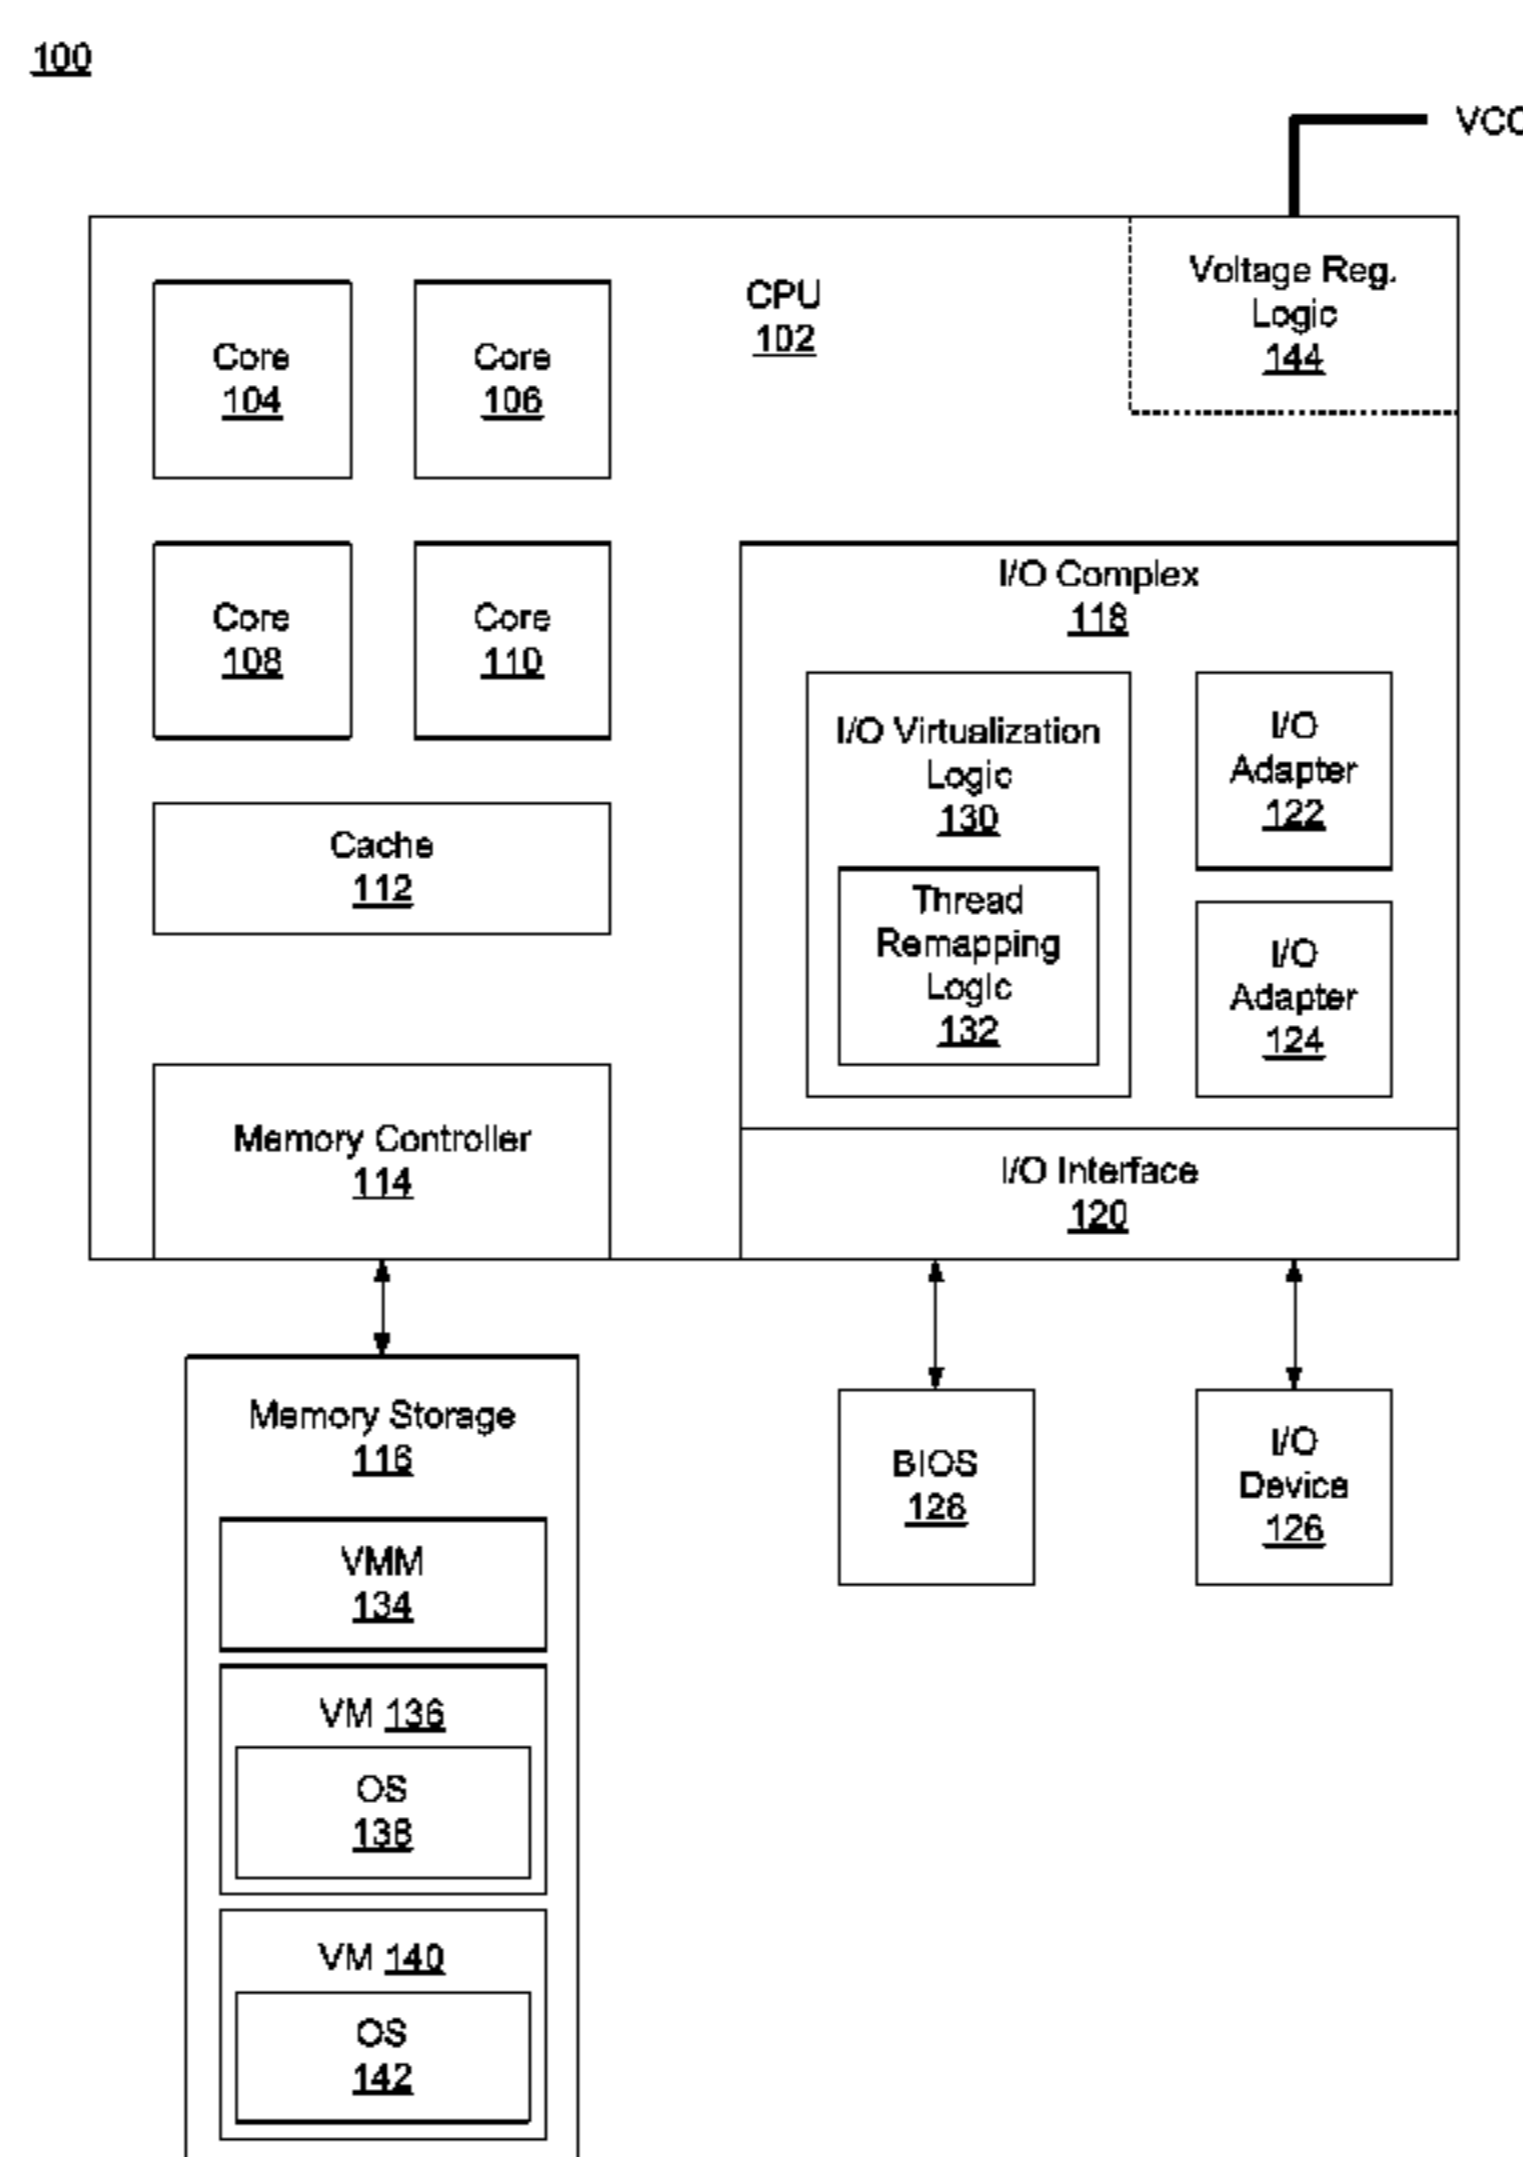 100
VCC
CPU
102
Voltage Reg.
Logic
144
Core
104
Core
106
Core
108
Core
110
Cache
112
Memory Controller
114
I/O Complex
118
I/O Virtualization
Logic
130
Thread
Remapping
Logic
132
I/O
Adapter
122
I/O
Adapter
124
I/O Interface
120
Memory Storage
116
VMM
134
VM 136
OS
138
VM 140
OS
142
BIOS
128
I/O
Device
126